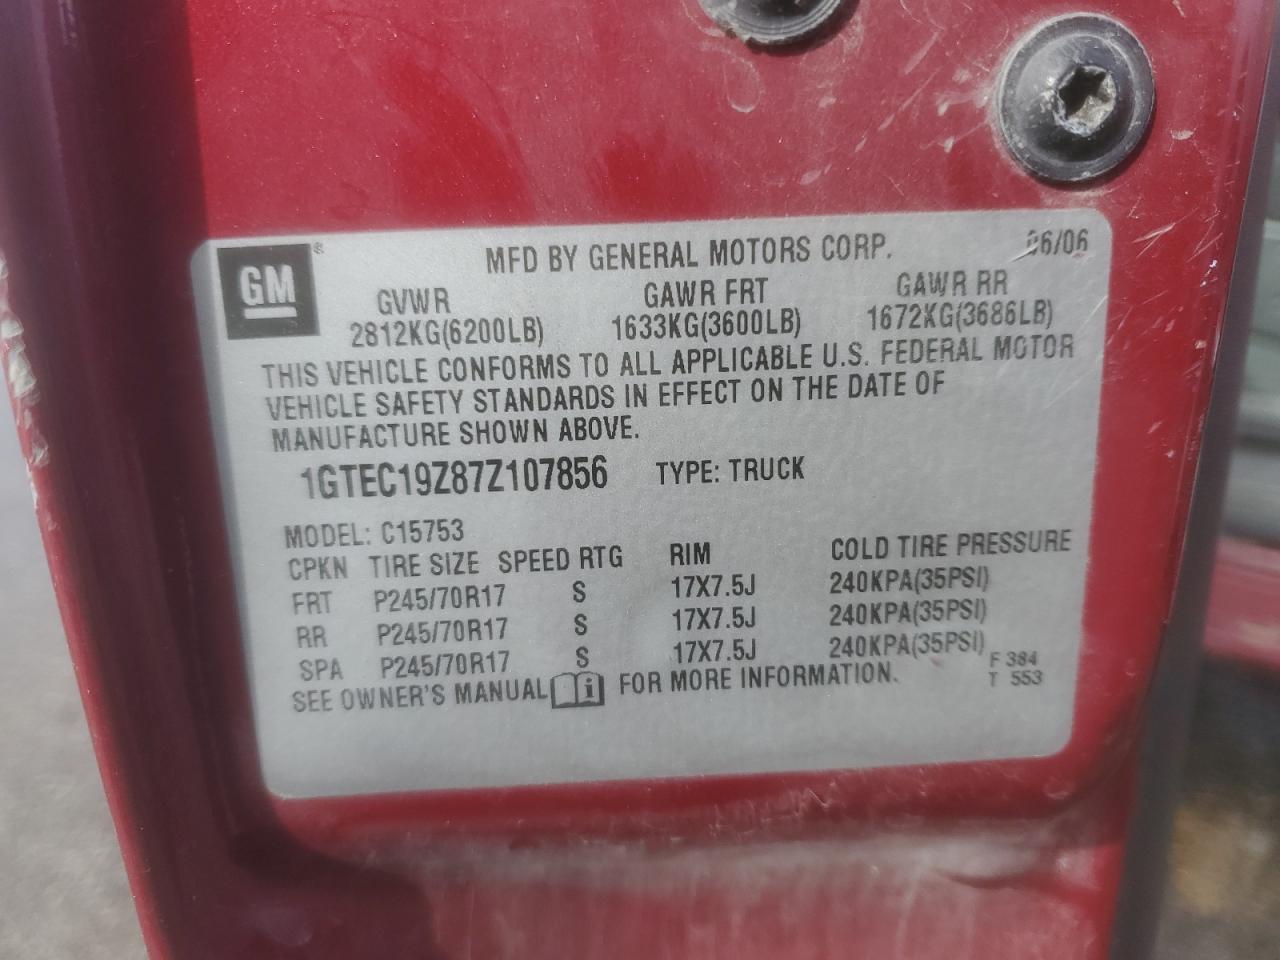 GM®
MFD BY GENERAL MOTORS CORP. 06/06
GVWR GAWR FRT GAWR RR
2812KG(6200LB) 1633KG(3600LB) 1672KG(3686LB)
THIS VEHICLE CONFORMS TO ALL APPLICABLE U.S. FEDERAL MOTOR
VEHICLE SAFETY STANDARDS IN EFFECT ON THE DATE OF
MANUFACTURE SHOWN ABOVE.
1GTEC19Z87Z107856 TYPE: TRUCK
MODEL: C15753
CPKN TIRE SIZE SPEED RTG RIM COLD TIRE PRESSURE
FRT P245/70R17 S 17X7.5J 240KPA(35PSI)
RR P245/70R17 S 17X7.5J 240KPA(35PSI)
SPA P245/70R17 S 17X7.5J 240KPA(35PSI)
SEE OWNER'S MANUAL i FOR MORE INFORMATION.
F 384
T 553